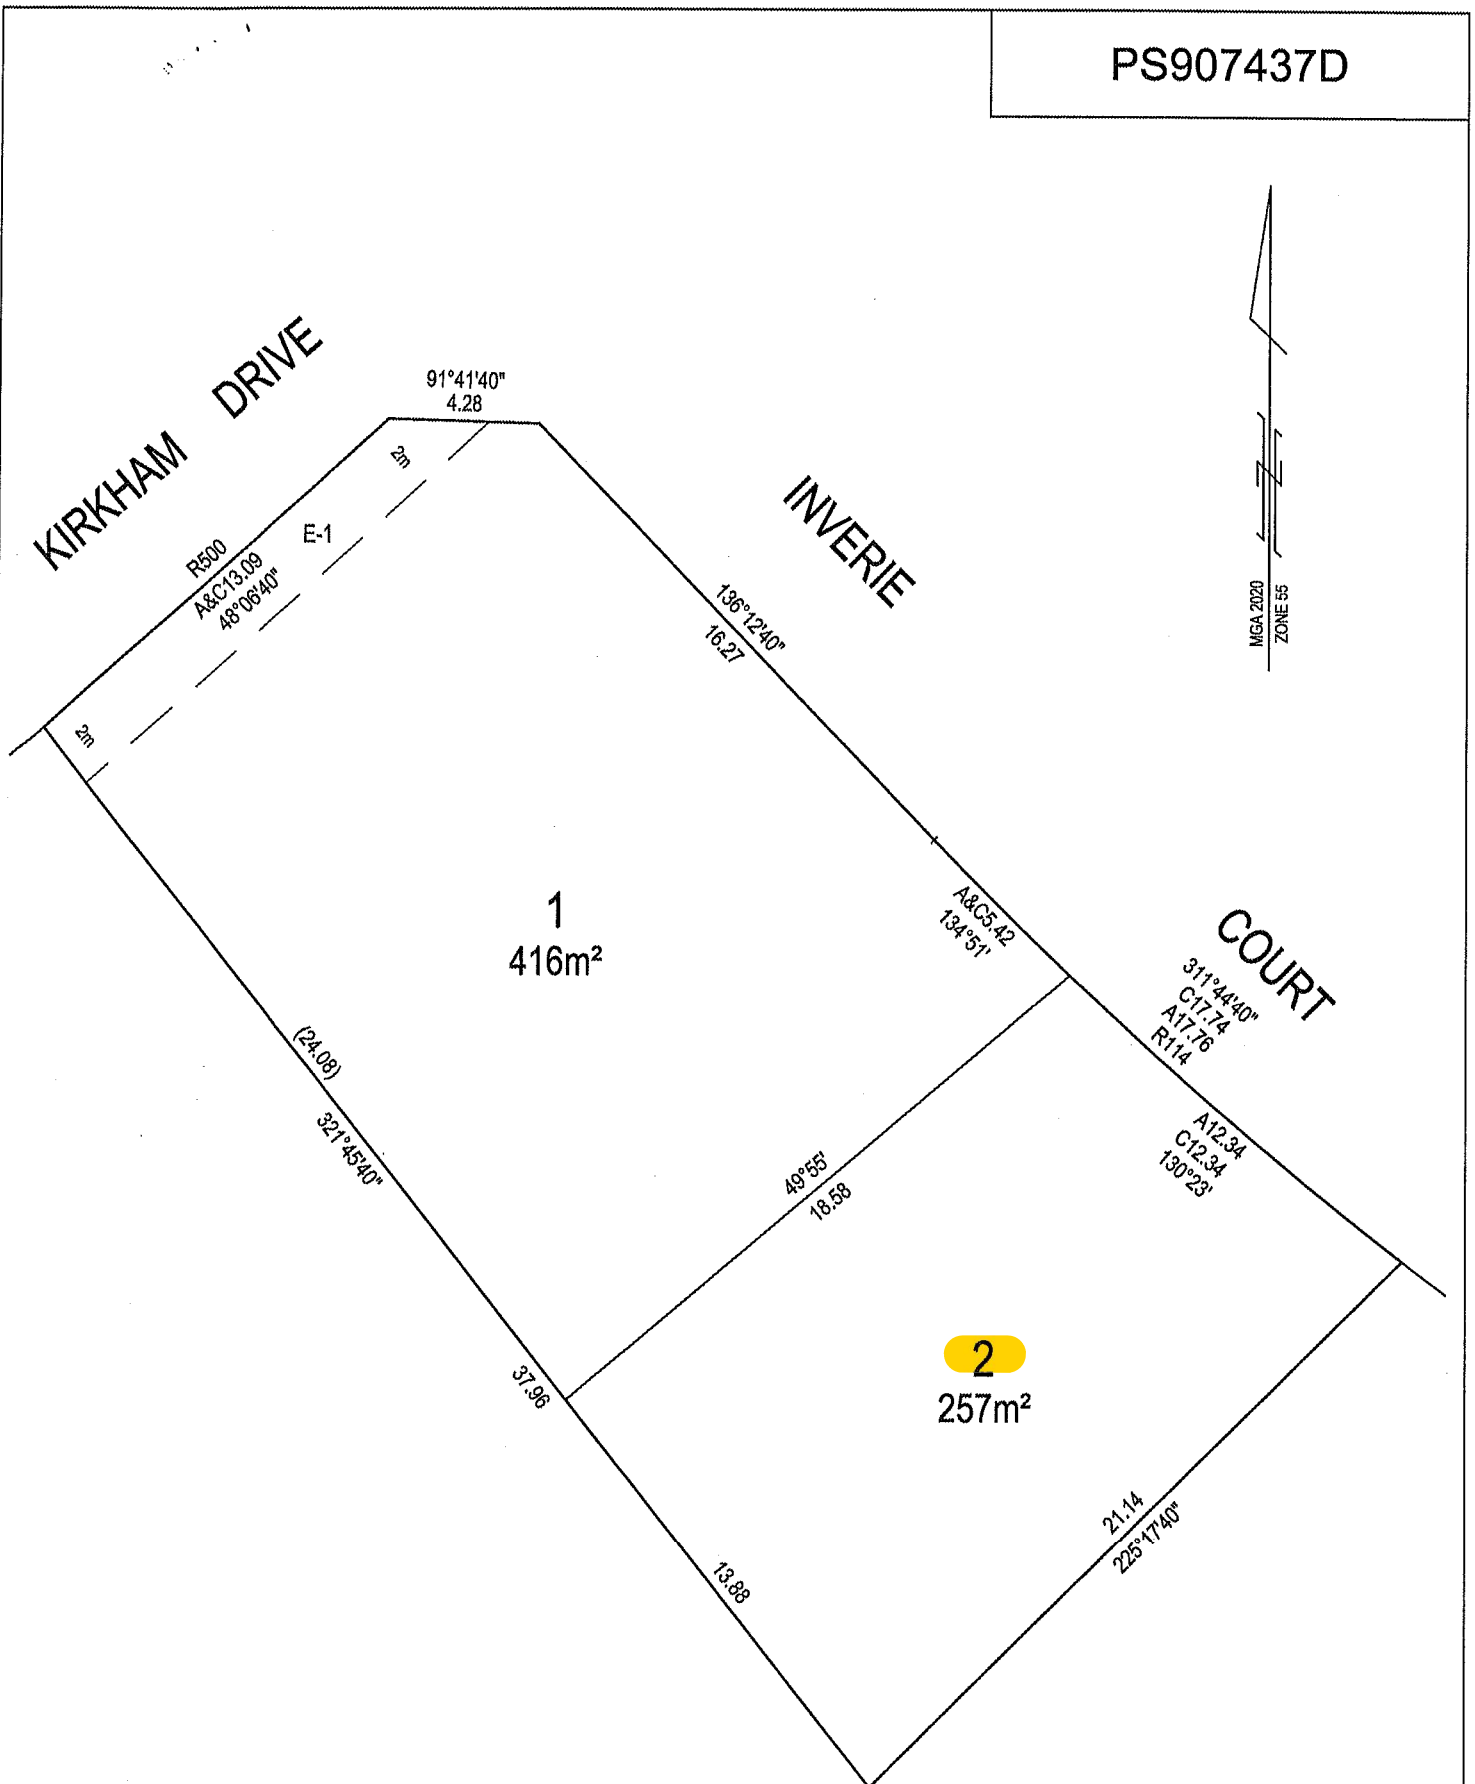 PS907437D
KIRKHAM DRIVE
91°41'40"
4.28
2m
E-1
R500
A&C13.09
48°06'40"
2m
INVERIE
COURT
136°12'40"
16.27
MGA 2020
ZONE 55
1
416m²
A&C5.42
134°51'
311°44'40"
C17.74
A17.76
R114
A12.34
C12.34
130°23'
(24.08)
321°45'40"
49°55'
18.58
37.96
2
257m²
13.88
21.14
225°17'40"